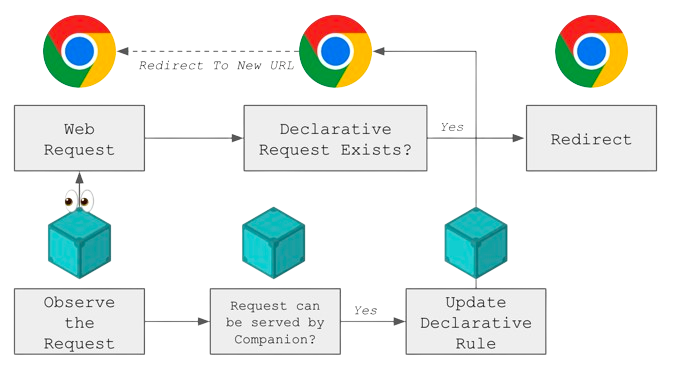 Redirect To New URL
Web
Request
Declarative
Request Exists?
Yes
Redirect
Observe
the
Request
Request can
be served by
Companion?
Yes
Update
Declarative
Rule